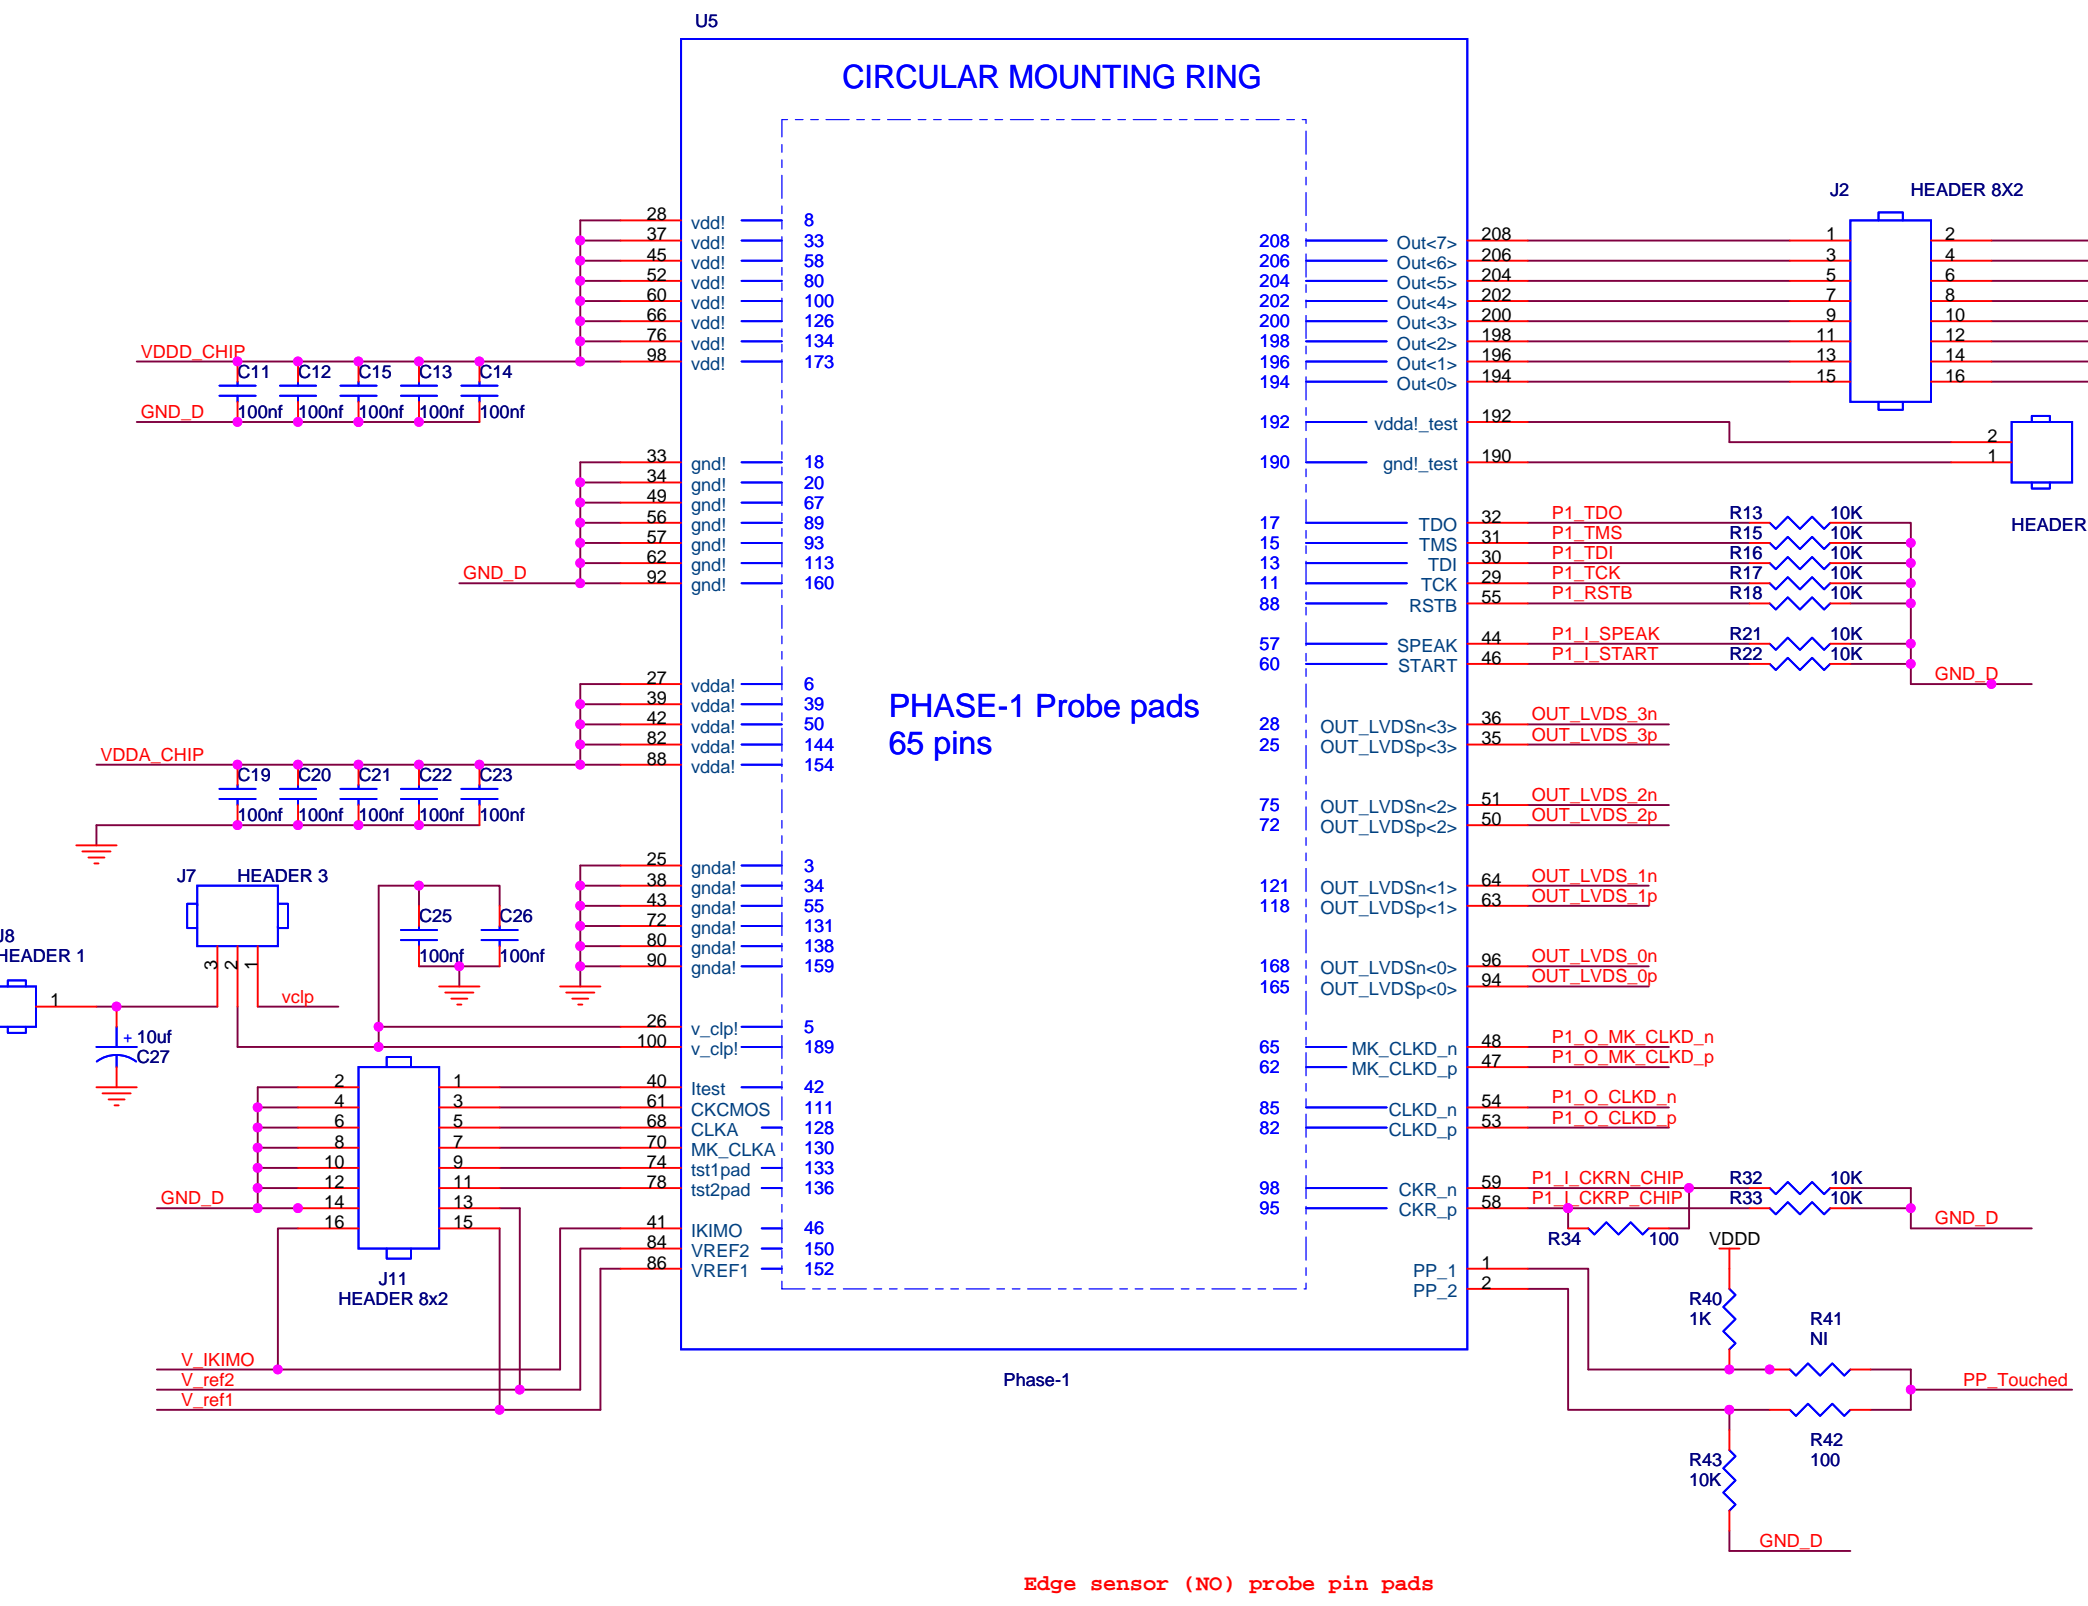 U5
CIRCULAR MOUNTING RING
J2 HEADER 8X2
28 vdd! 8
37 vdd! 33
45 vdd! 58
52 vdd! 80
60 vdd! 100
66 vdd! 126
76 vdd! 134
98 vdd! 173
VDDD_CHIP
C11 C12 C15 C13 C14
100nf 100nf 100nf 100nf 100nf
GND_D
208 Out<7> 208 1 2
206 Out<6> 206 3 4
204 Out<5> 204 5 6
202 Out<4> 202 7 8
200 Out<3> 200 9 10
198 Out<2> 198 11 12
196 Out<1> 196 13 14
194 Out<0> 194 15 16
192 vdda!_test 192 2
190 gnd!_test 190 1
HEADER
33 gnd! 18
34 gnd! 20
49 gnd! 67
56 gnd! 89
57 gnd! 93
62 gnd! 113
92 gnd! 160
GND_D
17 TDO 32 P1_TDO R13 10K
15 TMS 31 P1_TMS R15 10K
13 TDI 30 P1_TDI R16 10K
11 TCK 29 P1_TCK R17 10K
88 RSTB 55 P1_RSTB R18 10K
57 SPEAK 44 P1_I_SPEAK R21 10K
60 START 46 P1_I_START R22 10K
GND_D
27 vdda! 6
39 vdda! 39
42 vdda! 50
82 vdda! 144
88 vdda! 154
VDDA_CHIP
C19 C20 C21 C22 C23
100nf 100nf 100nf 100nf 100nf
PHASE-1 Probe pads
65 pins
28 OUT_LVDSn<3> 36 OUT_LVDS_3n
25 OUT_LVDSp<3> 35 OUT_LVDS_3p
75 OUT_LVDSn<2> 51 OUT_LVDS_2n
72 OUT_LVDSp<2> 50 OUT_LVDS_2p
121 OUT_LVDSn<1> 64 OUT_LVDS_1n
118 OUT_LVDSp<1> 63 OUT_LVDS_1p
168 OUT_LVDSn<0> 96 OUT_LVDS_0n
165 OUT_LVDSp<0> 94 OUT_LVDS_0p
25 gnda! 3
38 gnda! 34
43 gnda! 55
72 gnda! 131
80 gnda! 138
90 gnda! 159
J7 HEADER 3
3 2 1
vclp
C25 C26
100nf 100nf
J8
HEADER 1
1
+ 10uf
C27
26 v_clp! 5
100 v_clp! 189
65 MK_CLKD_n 48 P1_O_MK_CLKD_n
62 MK_CLKD_p 47 P1_O_MK_CLKD_p
85 CLKD_n 54 P1_O_CLKD_n
82 CLKD_p 53 P1_O_CLKD_p
2 1 40 Itest 42
4 3 61 CKCMOS 111
6 5 68 CLKA 128
8 7 70 MK_CLKA 130
10 9 74 tst1pad 133
12 11 78 tst2pad 136
GND_D 14 13
16 15 41 IKIMO 46
84 VREF2 150
86 VREF1 152
J11
HEADER 8x2
V_IKIMO
V_ref2
V_ref1
98 CKR_n 59 P1_I_CKRN_CHIP R32 10K
95 CKR_p 58 P1_I_CKRP_CHIP R33 10K
GND_D
R34 100
VDDD
PP_1 1
PP_2 2
R40
1K
R41
NI
PP_Touched
R42
100
R43
10K
GND_D
Phase-1
Edge sensor (NO) probe pin pads